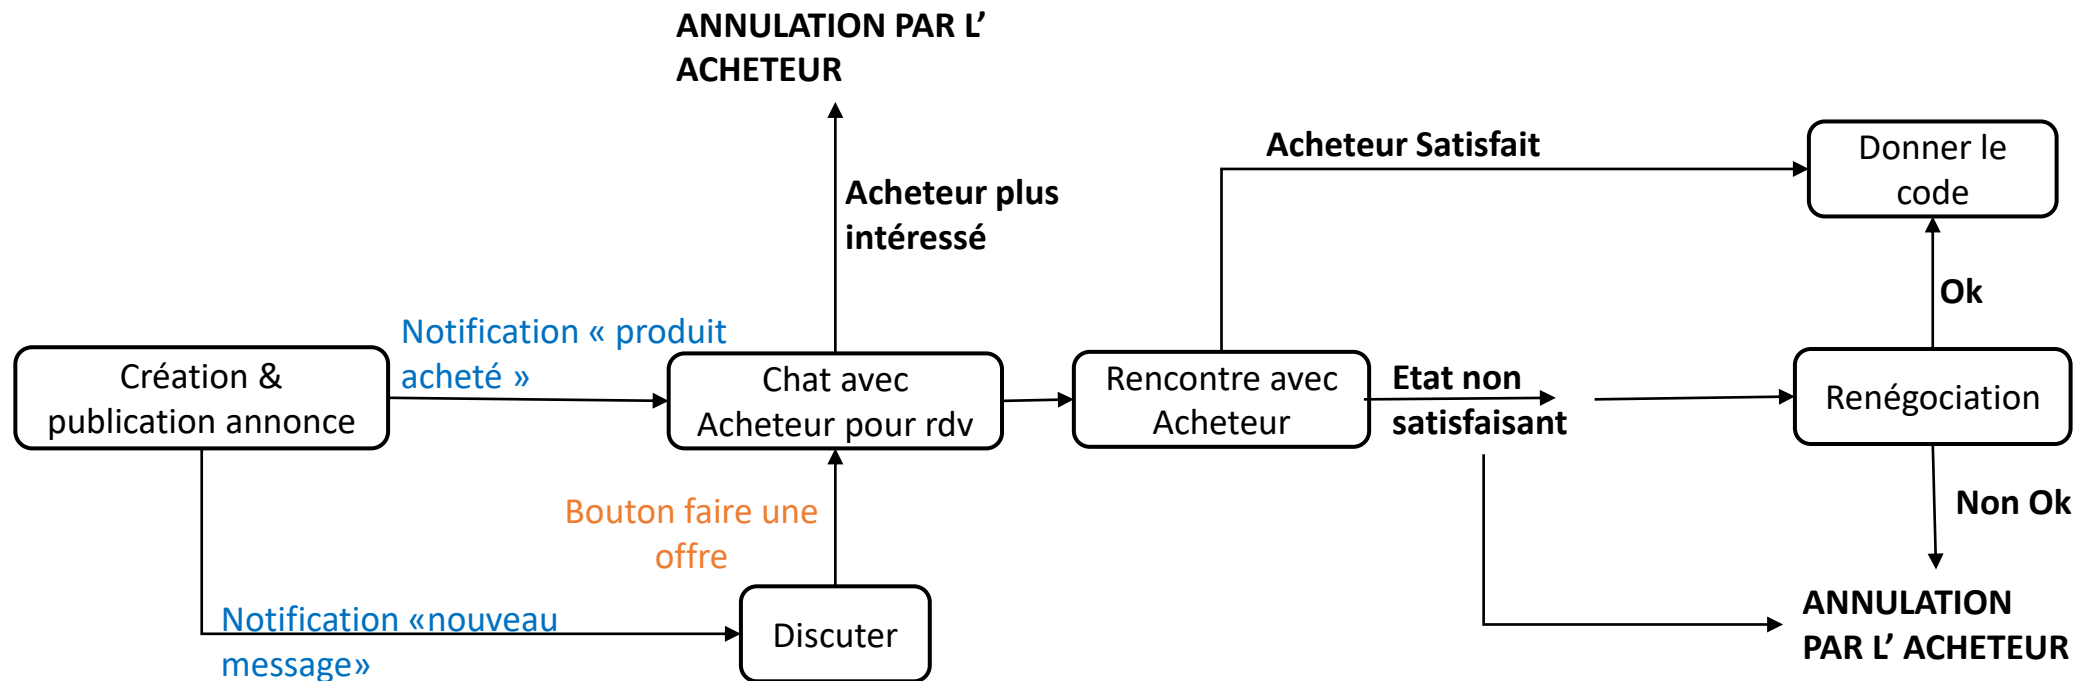 ANNULATION PAR L’
ACHETEUR
Acheteur Satisfait
Donner le
code
Acheteur plus
intéressé
Ok
Notification « produit
acheté »
Création &
publication annonce
Chat avec
Acheteur pour rdv
Rencontre avec
Acheteur
Etat non
satisfaisant
Renégociation
Bouton faire une
offre
Non Ok
Notification «nouveau
message»
Discuter
ANNULATION
PAR L’ ACHETEUR